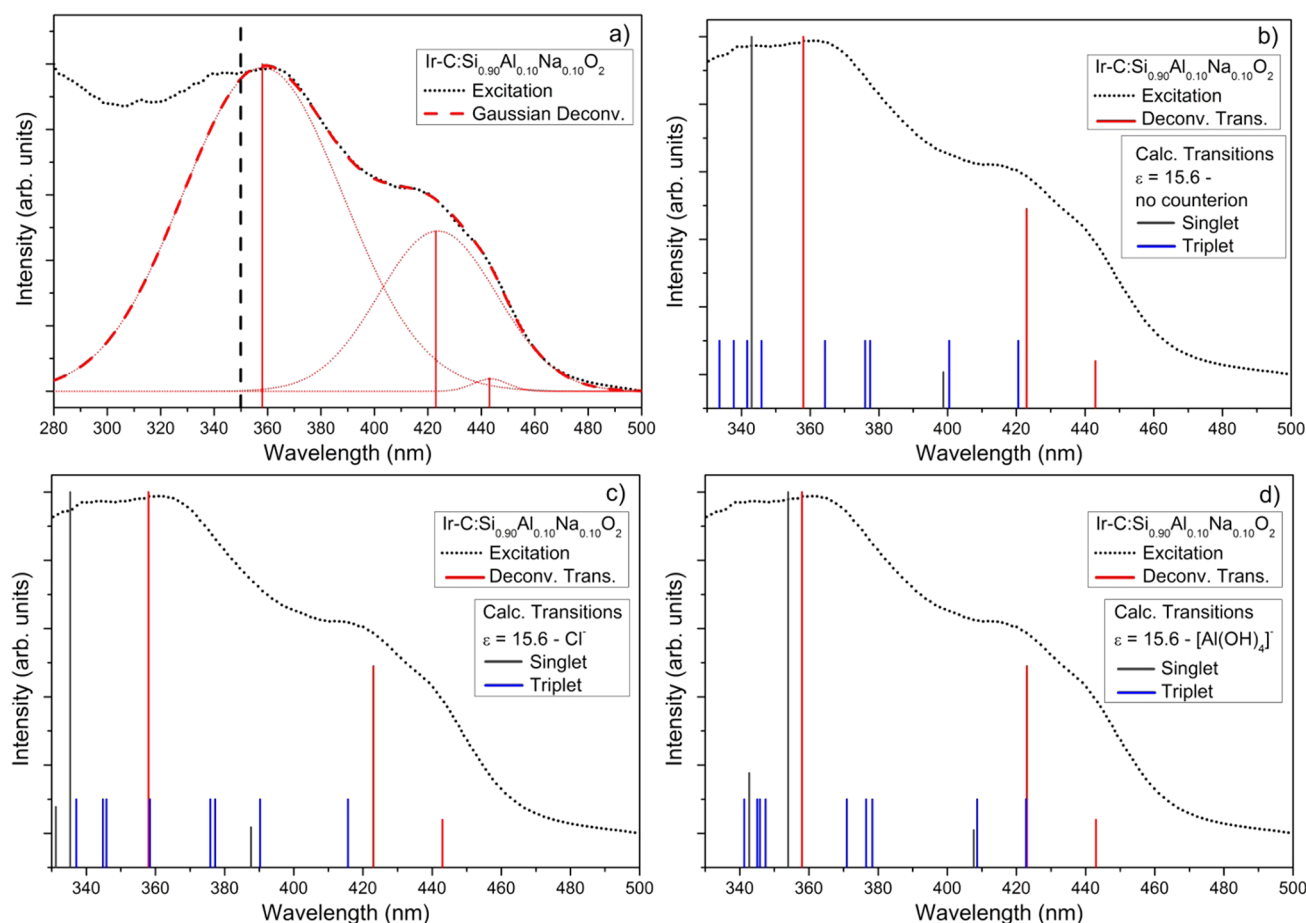 a)
Ir-C:Si0.90Al0.10Na0.10O2
Excitation
Gaussian Deconv.
Intensity (arb. units)
280 300 320 340 360 380 400 420 440 460 480 500
Wavelength (nm)
b)
Ir-C:Si0.90Al0.10Na0.10O2
Excitation
Deconv. Trans.
Calc. Transitions
ε = 15.6 -
no counterion
Singlet
Triplet
Intensity (arb. units)
340 360 380 400 420 440 460 480 500
Wavelength (nm)
c)
Ir-C:Si0.90Al0.10Na0.10O2
Excitation
Deconv. Trans.
Calc. Transitions
ε = 15.6 - Cl-
Singlet
Triplet
Intensity (arb. units)
340 360 380 400 420 440 460 480 500
Wavelength (nm)
d)
Ir-C:Si0.90Al0.10Na0.10O2
Excitation
Deconv. Trans.
Calc. Transitions
ε = 15.6 - [Al(OH)4]-
Singlet
Triplet
Intensity (arb. units)
340 360 380 400 420 440 460 480 500
Wavelength (nm)